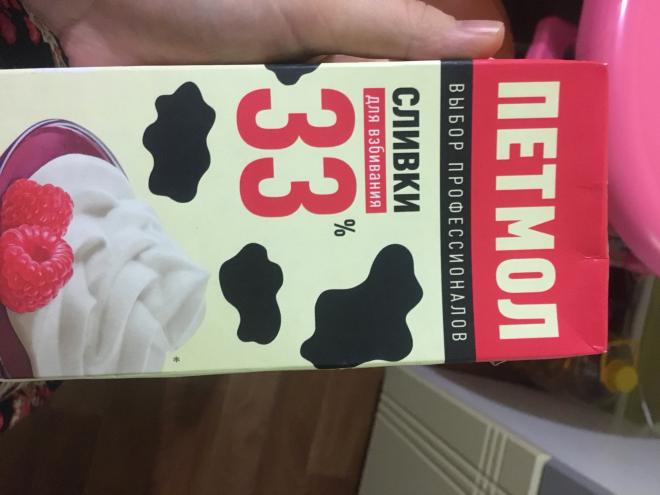 ПЕТМОЛ
ВЫБОР ПРОФЕССИОНАЛОВ
СЛИВКИ
для взбивания
33%
*